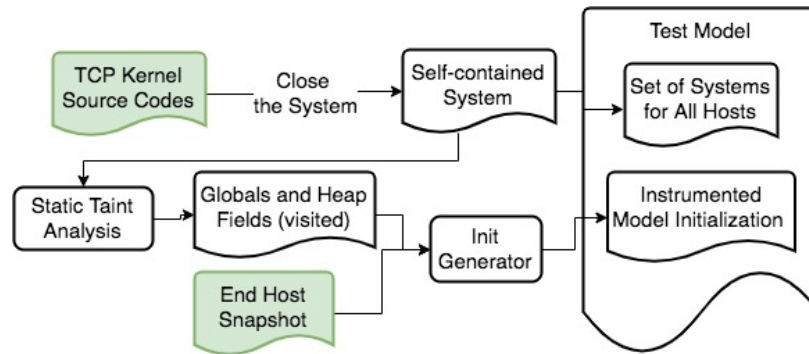 Test Model
TCP Kernel
Source Codes
Close
the System
Self-contained
System
Set of Systems
for All Hosts
Static Taint
Analysis
Globals and Heap
Fields (visited)
Init
Generator
Instrumented
Model Initialization
End Host
Snapshot